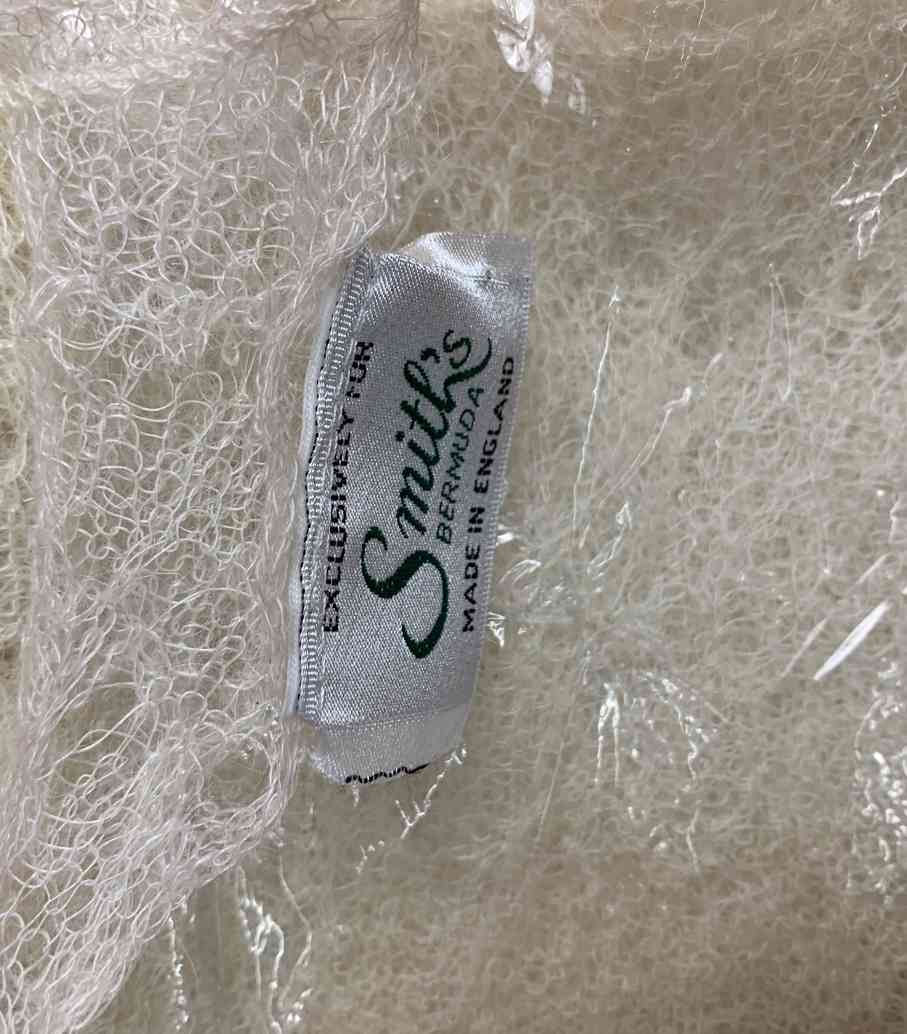 EXCLUSIVELY FOR
Smith's
BERMUDA
MADE IN ENGLAND